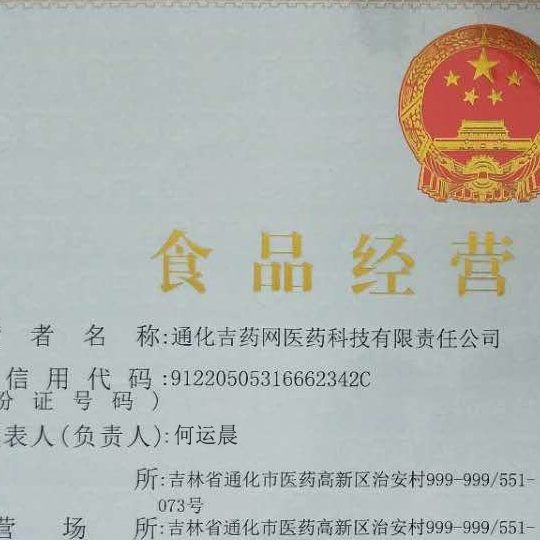 食品经营
者名称:通化吉药网医药科技有限责任公司
信用代码:91220505316662342C
份证号码)
表人(负责人):何运晨
所:吉林省通化市医药高新区治安村999-999/551-
073号
营场所:吉林省通化市医药高新区治安村999-999/551-